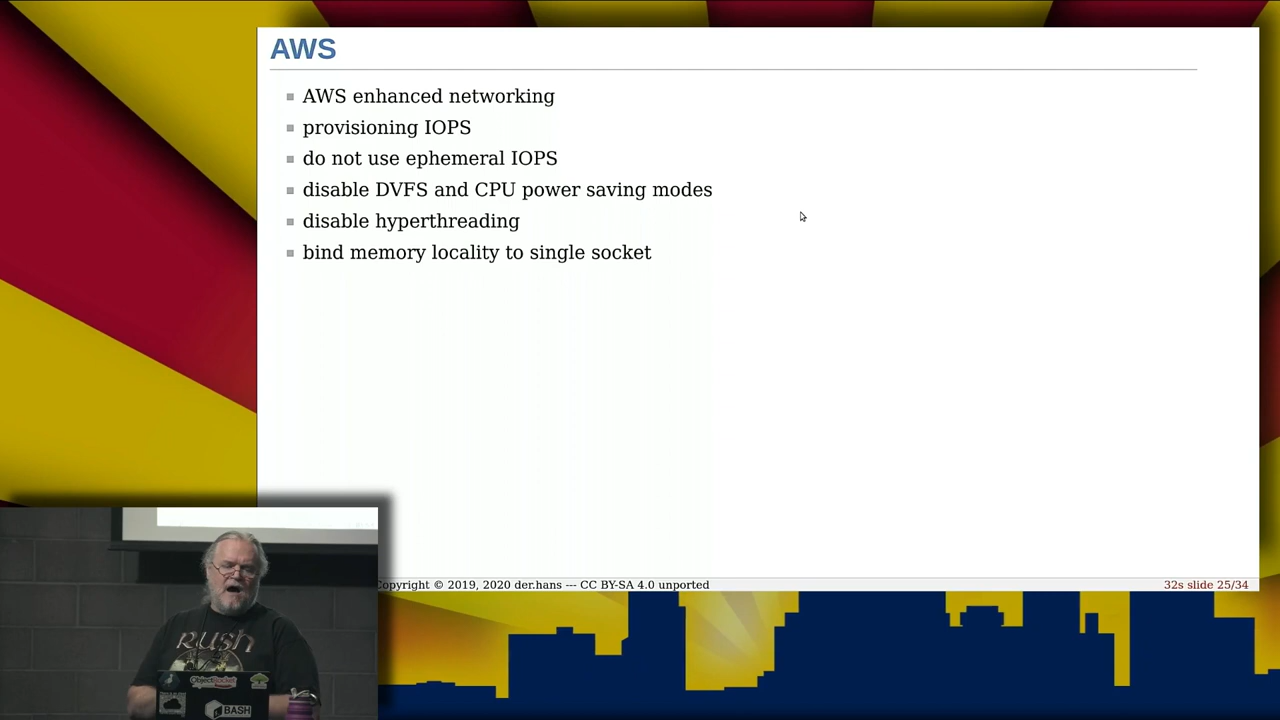 AWS
AWS enhanced networking
provisioning IOPS
do not use ephemeral IOPS
disable DVFS and CPU power saving modes
disable hyperthreading
bind memory locality to single socket
Copyright © 2019, 2020 der.hans --- CC BY-SA 4.0 unported
32s slide 25/34
RUSH
ObjectRocket
BASH